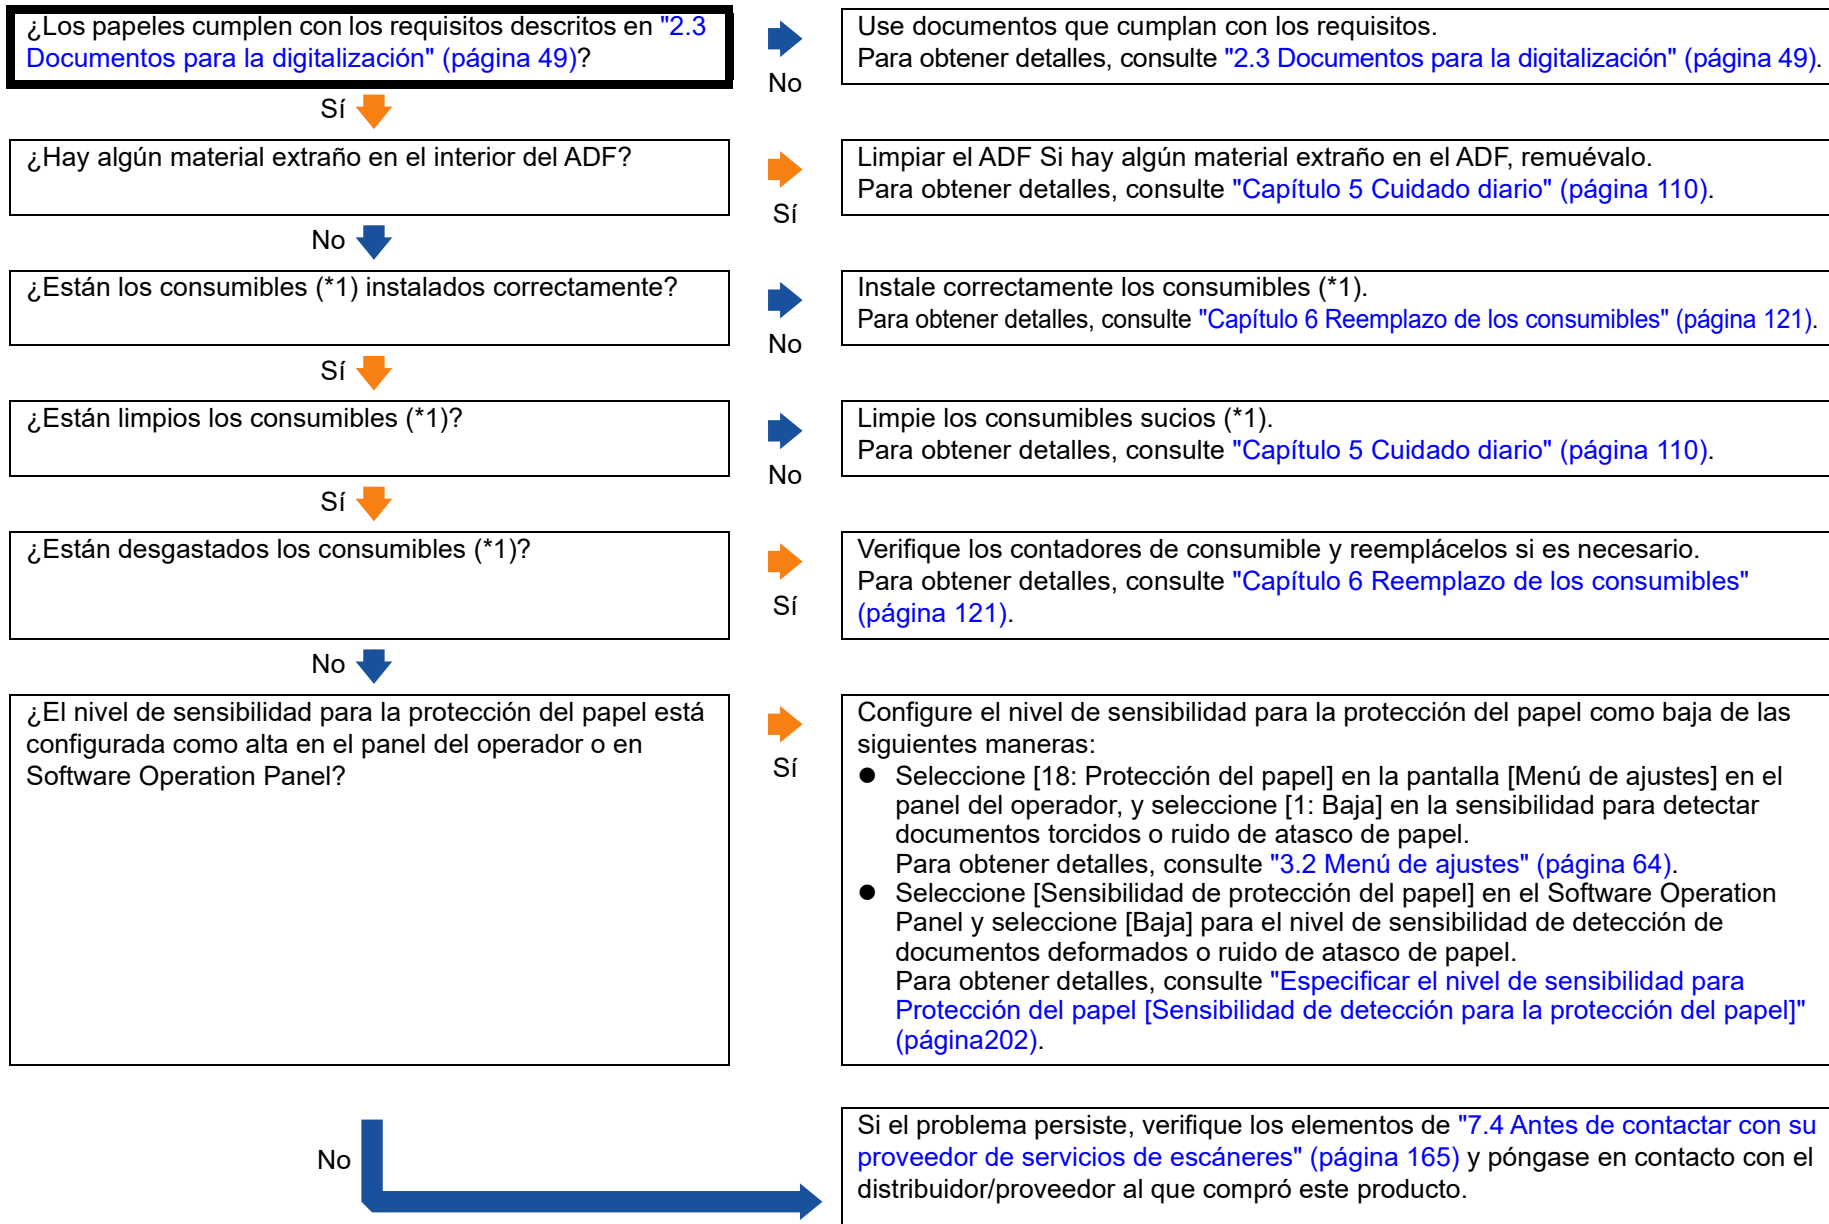 ¿Los papeles cumplen con los requisitos descritos en "2.3
Documentos para la digitalización" (página 49)?
No
Use documentos que cumplan con los requisitos.
Para obtener detalles, consulte "2.3 Documentos para la digitalización" (página 49).
Sí
¿Hay algún material extraño en el interior del ADF?
Sí
Limpiar el ADF Si hay algún material extraño en el ADF, remuévalo.
Para obtener detalles, consulte "Capítulo 5 Cuidado diario" (página 110).
No
¿Están los consumibles (*1) instalados correctamente?
No
Instale correctamente los consumibles (*1).
Para obtener detalles, consulte "Capítulo 6 Reemplazo de los consumibles" (página 121).
Sí
¿Están limpios los consumibles (*1)?
No
Limpie los consumibles sucios (*1).
Para obtener detalles, consulte "Capítulo 5 Cuidado diario" (página 110).
Sí
¿Están desgastados los consumibles (*1)?
Sí
Verifique los contadores de consumible y reemplácelos si es necesario.
Para obtener detalles, consulte "Capítulo 6 Reemplazo de los consumibles"
(página 121).
No
¿El nivel de sensibilidad para la protección del papel está
configurada como alta en el panel del operador o en
Software Operation Panel?
Sí
Configure el nivel de sensibilidad para la protección del papel como baja de las
siguientes maneras:
● Seleccione [18: Protección del papel] en la pantalla [Menú de ajustes] en el
panel del operador, y seleccione [1: Baja] en la sensibilidad para detectar
documentos torcidos o ruido de atasco de papel.
Para obtener detalles, consulte "3.2 Menú de ajustes" (página 64).
● Seleccione [Sensibilidad de protección del papel] en el Software Operation
Panel y seleccione [Baja] para el nivel de sensibilidad de detección de
documentos deformados o ruido de atasco de papel.
Para obtener detalles, consulte "Especificar el nivel de sensibilidad para
Protección del papel [Sensibilidad de detección para la protección del papel]"
(página202).
No
Si el problema persiste, verifique los elementos de "7.4 Antes de contactar con su
proveedor de servicios de escáneres" (página 165) y póngase en contacto con el
distribuidor/proveedor al que compró este producto.